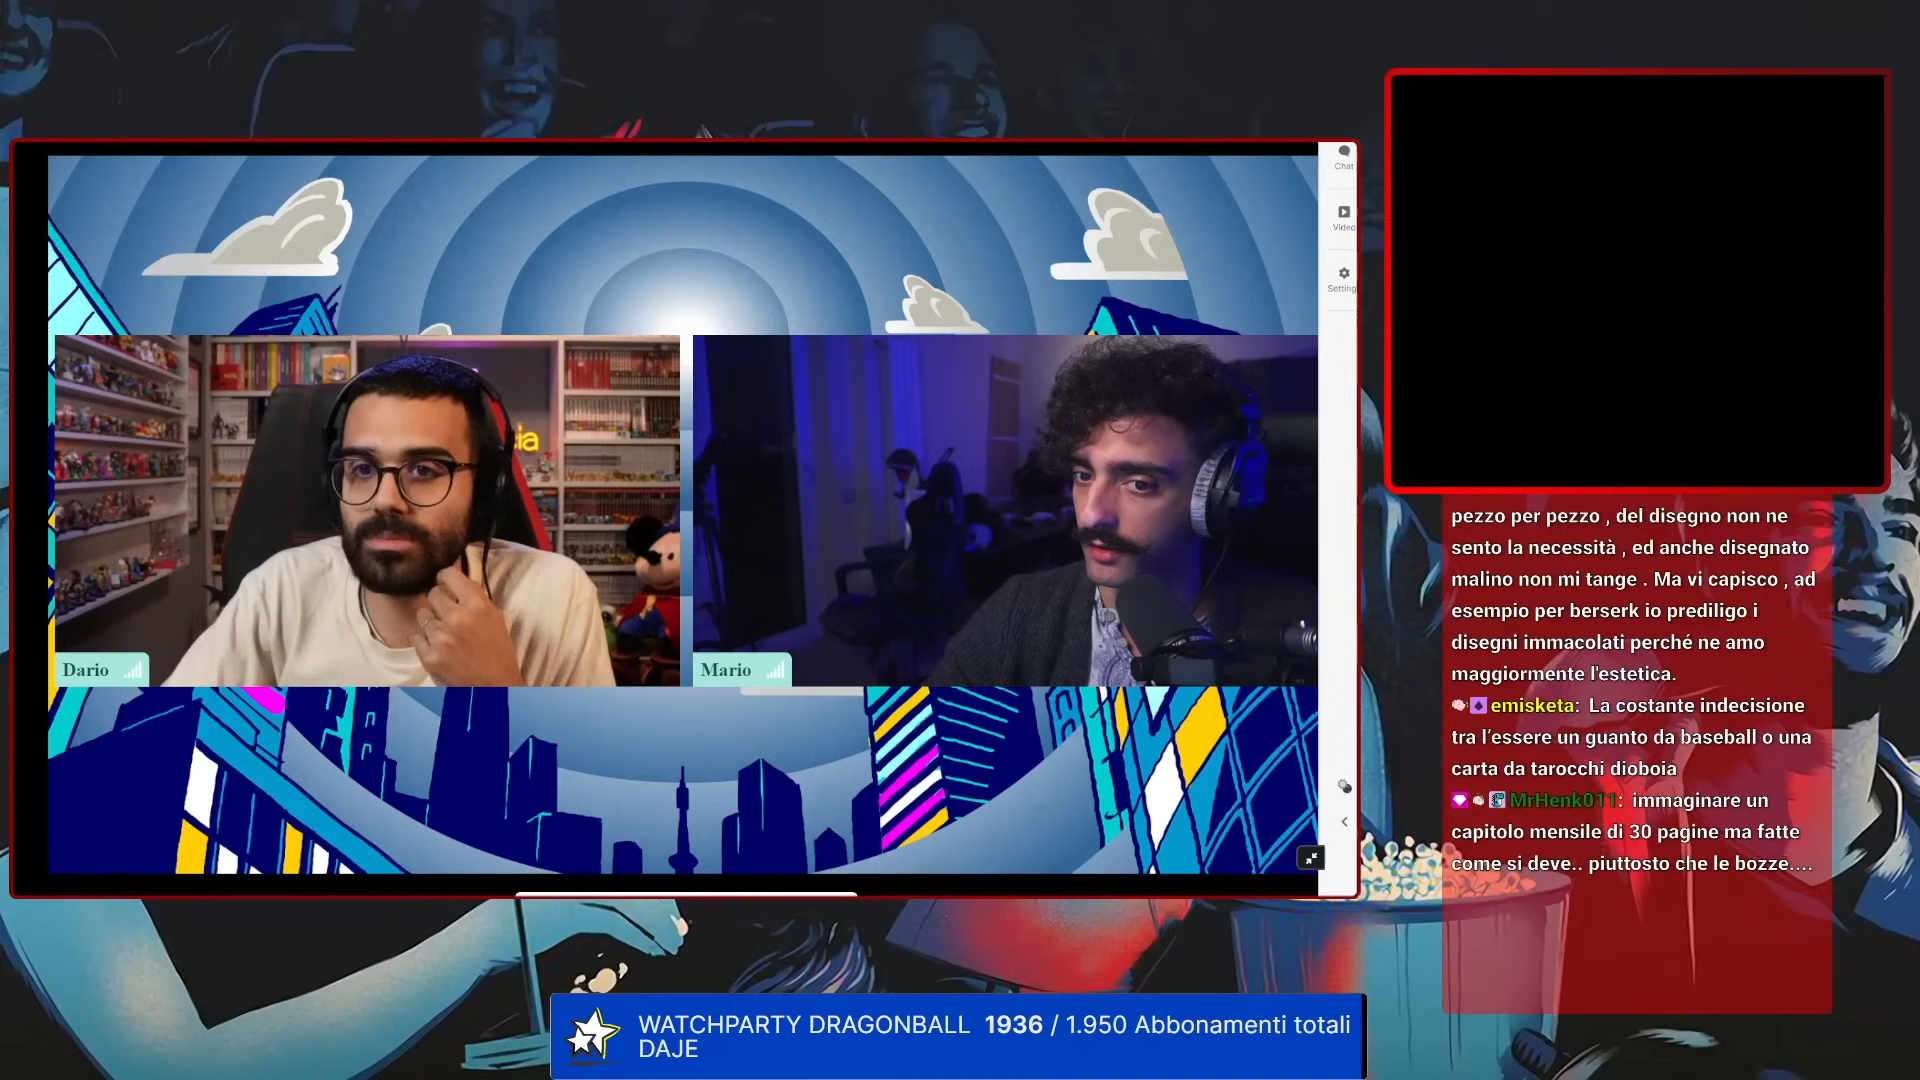 Chat
Video
Setting
cia
Dario
Mario
pezzo per pezzo , del disegno non ne
sento la necessità , ed anche disegnato
malino non mi tange . Ma vi capisco , ad
esempio per berserk io prediligo i
disegni immacolati perché ne amo
maggiormente l'estetica.
emisketa: La costante indecisione
tra l’essere un guanto da baseball o una
carta da tarocchi dioboia
MrHenk011: immaginare un
capitolo mensile di 30 pagine ma fatte
come si deve.. piuttosto che le bozze....
WATCHPARTY DRAGONBALL 1936 / 1.950 Abbonamenti totali
DAJE